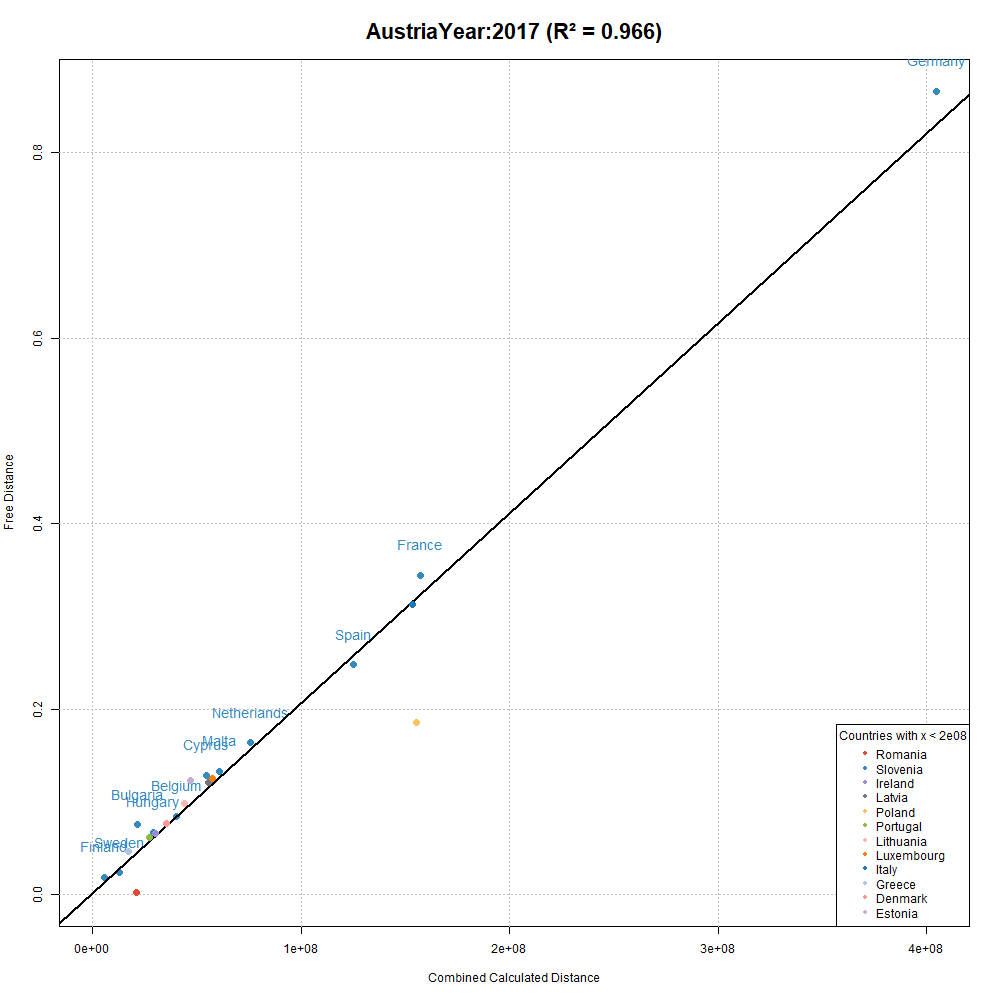 AustriaYear:2017 (R² = 0.966)
Germany
0.8
0.6
Free Distance
0.4
France
Spain
0.2
Netherlands
Malta
Cyprus
Belgium
Bulgaria
Hungary
Sweden
Finland
0.0
Countries with x < 2e08
Romania
Slovenia
Ireland
Latvia
Poland
Portugal
Lithuania
Luxembourg
Italy
Greece
Denmark
Estonia
0e+00 1e+08 2e+08 3e+08 4e+08
Combined Calculated Distance